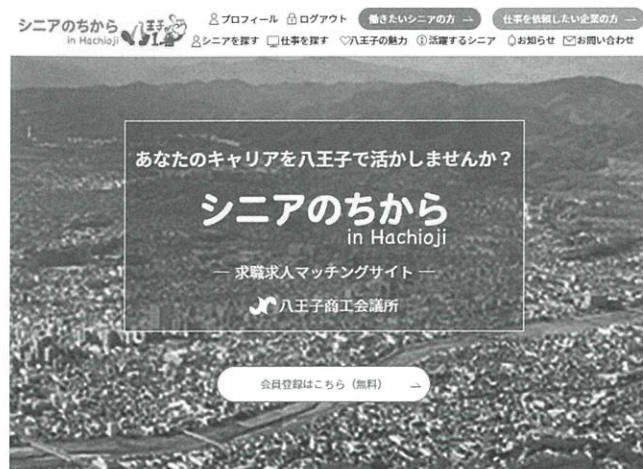 シニアのちから
in Hachioji
八王子
プロフィール ログアウト 働きたいシニアの方 → 仕事を依頼したい企業の方 →
シニアを探す 仕事を探す 八王子の魅力 活躍するシニア お知らせ お問い合わせ
あなたのキャリアを八王子で活かしませんか？
シニアのちから
in Hachioji
― 求職求人マッチングサイト ―
八王子商工会議所
会員登録はこちら（無料） →